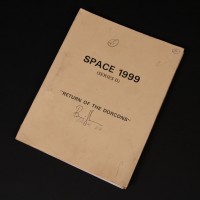 SPACE 1999
(SERIES II)
"RETURN OF THE DORCONS"